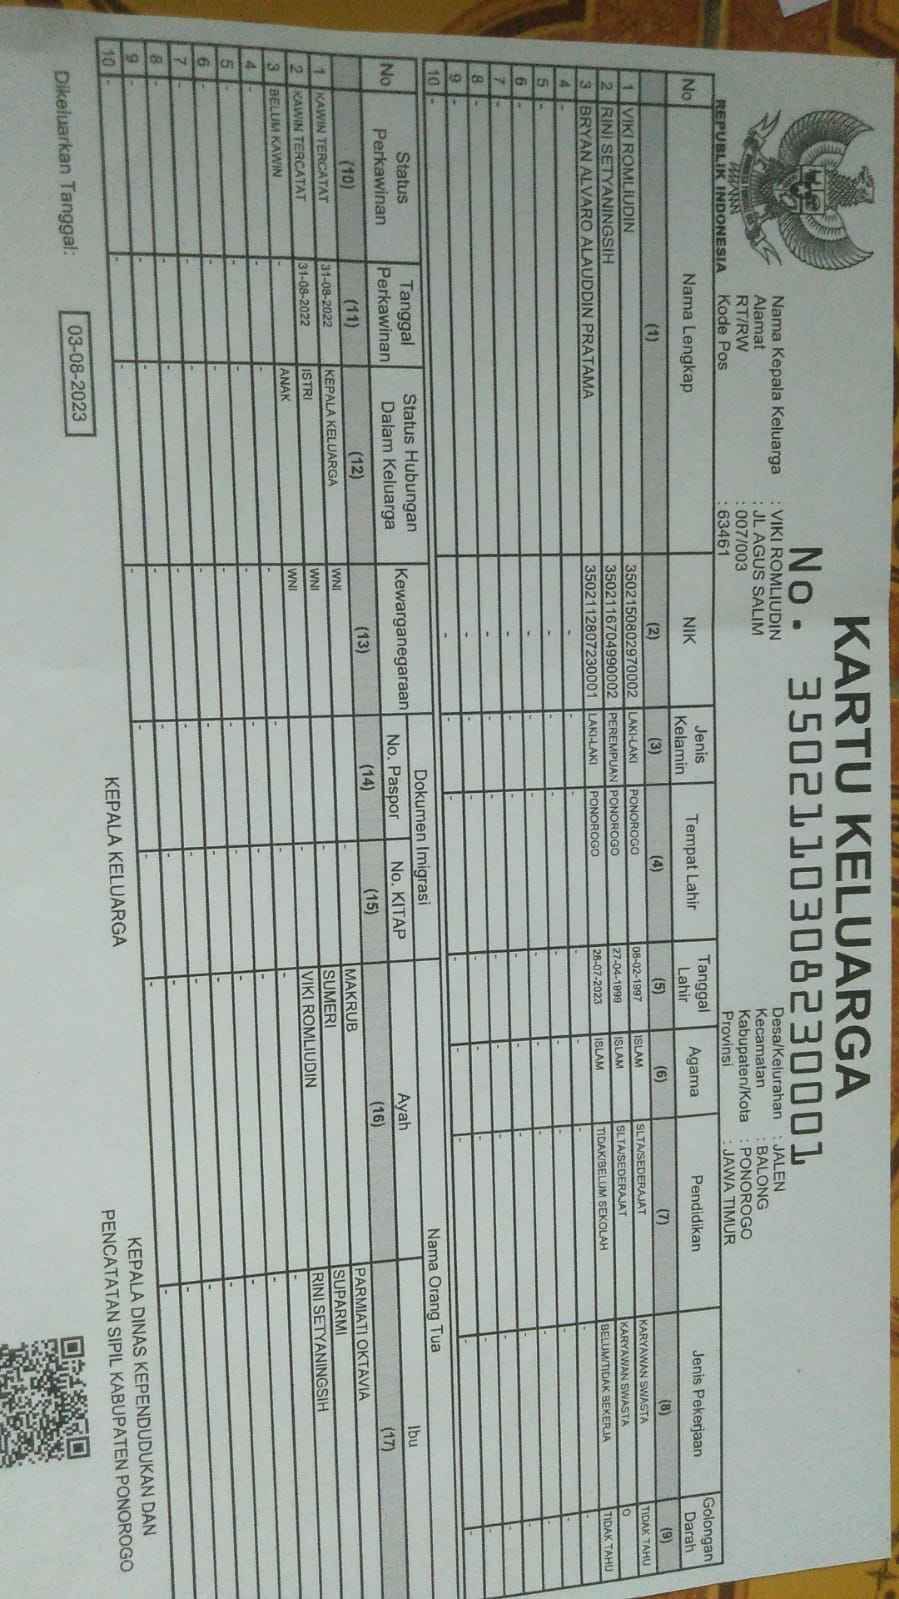 KARTU KELUARGA
No. 3502110308230001
REPUBLIK INDONESIA
Nama Kepala Keluarga : VIKI ROMLIUDIN
Alamat : JL AGUS SALIM
RT/RW : 007/003
Kode Pos : 63461
Desa/Kelurahan : JALEN
Kecamatan : BALONG
Kabupaten/Kota : PONOROGO
Provinsi : JAWA TIMUR
No Nama Lengkap NIK Jenis Kelamin Tempat Lahir Tanggal Lahir Agama Pendidikan Jenis Pekerjaan Golongan Darah
(1) (2) (3) (4) (5) (6) (7) (8) (9)
1 VIKI ROMLIUDIN 3502150802970002 LAKI-LAKI PONOROGO 08-02-1997 ISLAM SLTA/SEDERAJAT KARYAWAN SWASTA TIDAK TAHU
2 RINI SETYANINGSIH 3502116704990002 PEREMPUAN PONOROGO 27-04-1999 ISLAM SLTA/SEDERAJAT KARYAWAN SWASTA O
3 BRYAN ALVARO ALAUDDIN PRATAMA 3502112807230001 LAKI-LAKI PONOROGO 28-07-2023 ISLAM TIDAK/BELUM SEKOLAH BELUM/TIDAK BEKERJA TIDAK TAHU
4 - - - - - - - - -
5 - - - - - - - - -
6 - - - - - - - - -
7 - - - - - - - - -
8 - - - - - - - - -
9 - - - - - - - - -
10 - - - - - - - - -
No Status Perkawinan Tanggal Perkawinan Status Hubungan Dalam Keluarga Kewarganegaraan Dokumen Imigrasi Nama Orang Tua
No. Paspor No. KITAP Ayah Ibu
(10) (11) (12) (13) (14) (15) (16) (17)
1 KAWIN TERCATAT 31-08-2022 KEPALA KELUARGA WNI - - MAKRUB PARMIATI OKTAVIA
2 KAWIN TERCATAT 31-08-2022 ISTRI WNI - - SUMERI SUPARMI
3 BELUM KAWIN - ANAK WNI - - VIKI ROMLIUDIN RINI SETYANINGSIH
4 - - - - - - - -
5 - - - - - - - -
6 - - - - - - - -
7 - - - - - - - -
8 - - - - - - - -
9 - - - - - - - -
10 - - - - - - - -
Dikeluarkan Tanggal: 03-08-2023
KEPALA KELUARGA
KEPALA DINAS KEPENDUDUKAN DAN
PENCATATAN SIPIL KABUPATEN PONOROGO